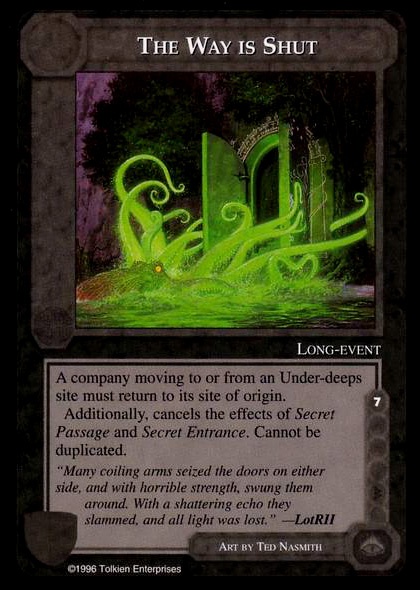 THE WAY IS SHUT
LONG-EVENT
A company moving to or from an Under-deeps
site must return to its site of origin.
Additionally, cancels the effects of Secret
Passage and Secret Entrance. Cannot be
duplicated.
7
“Many coiling arms seized the doors on either
side, and with horrible strength, swung them
around. With a shattering echo they
slammed, and all light was lost.” —LotRII
ART BY TED NASMITH
©1996 Tolkien Enterprises